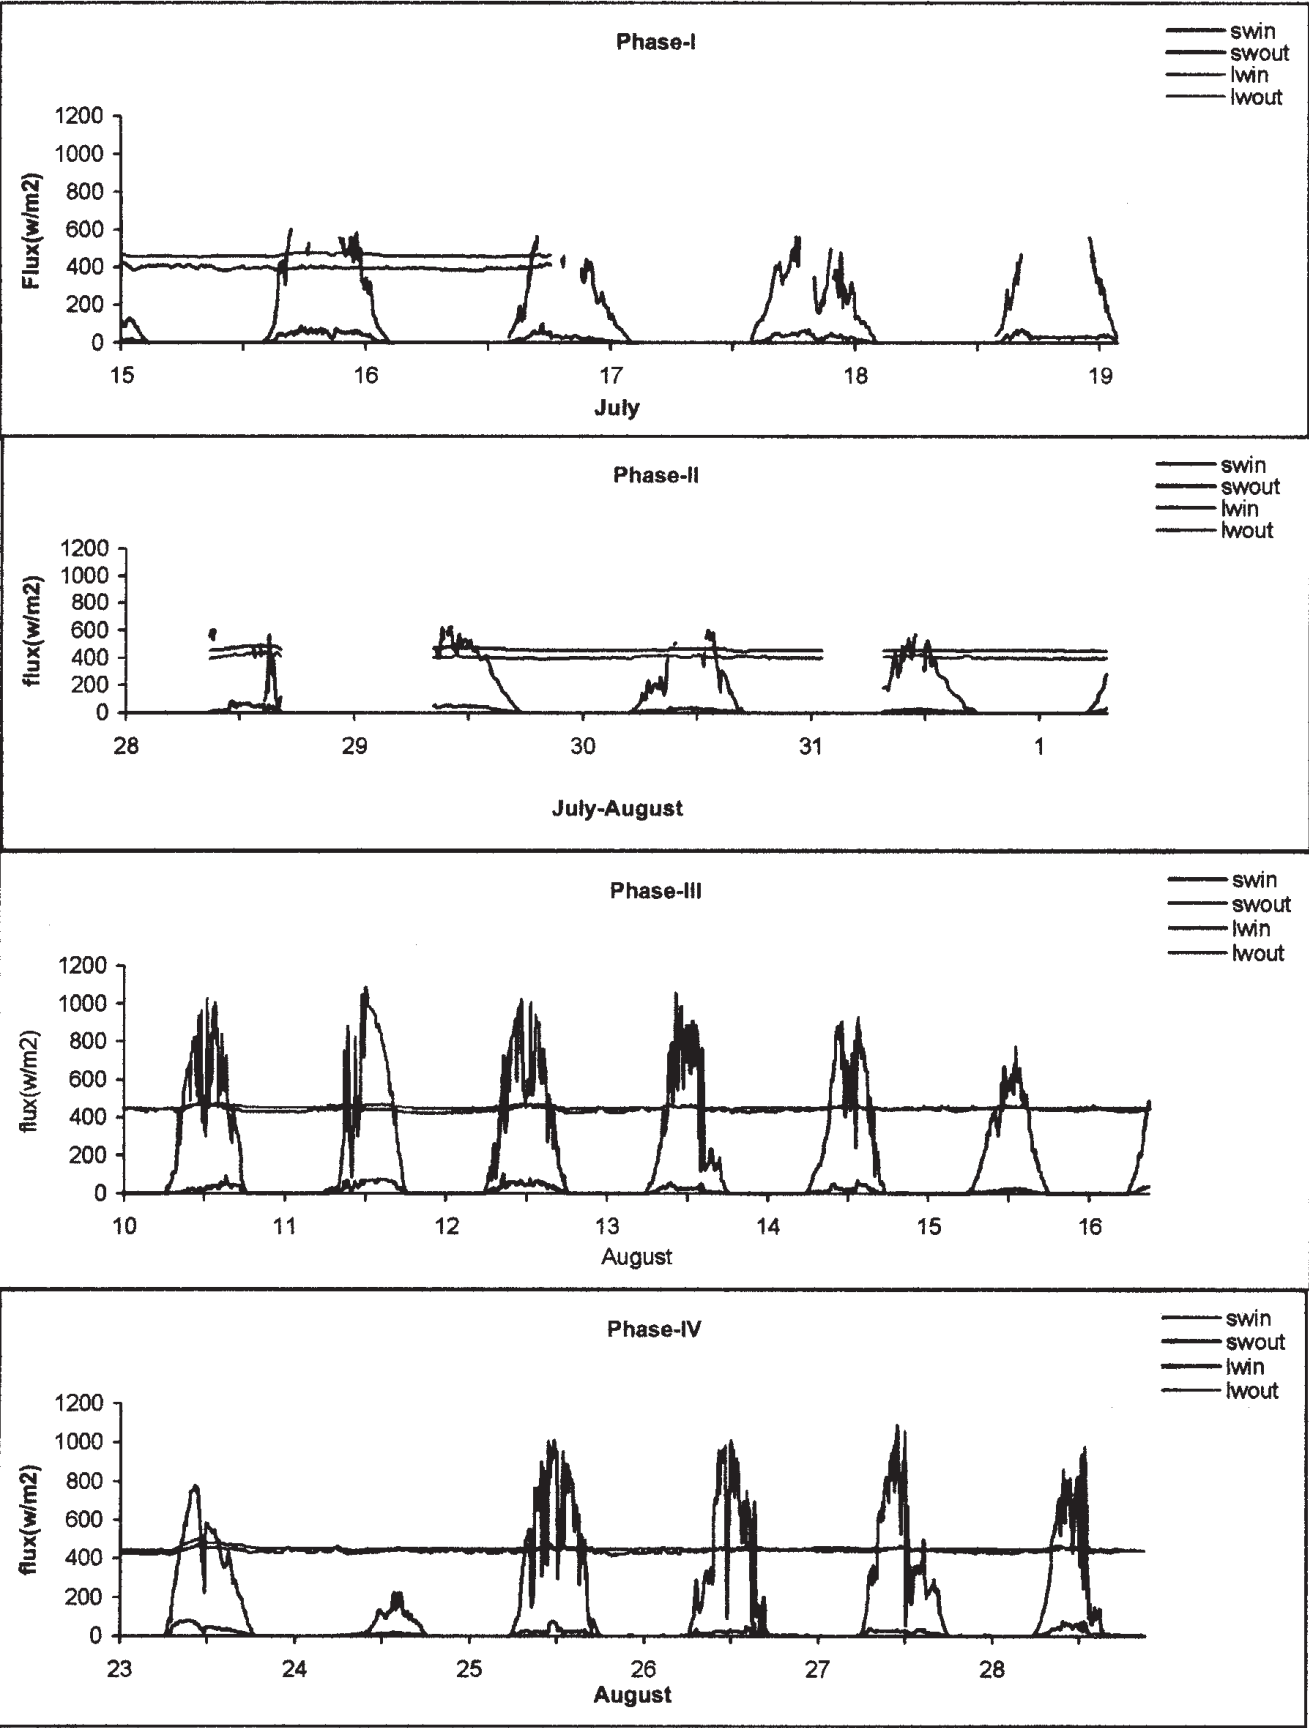 Phase-I
swin
swout
lwin
lwout
1200
1000
800
600
400
200
0
Flux(w/m2)
15 16 17 18 19
July
Phase-II
swin
swout
lwin
lwout
1200
1000
800
600
400
200
0
flux(w/m2)
28 29 30 31 1
July-August
Phase-III
swin
swout
lwin
lwout
1200
1000
800
600
400
200
0
flux(w/m2)
10 11 12 13 14 15 16
August
Phase-IV
swin
swout
lwin
lwout
1200
1000
800
600
400
200
0
flux(w/m2)
23 24 25 26 27 28
August